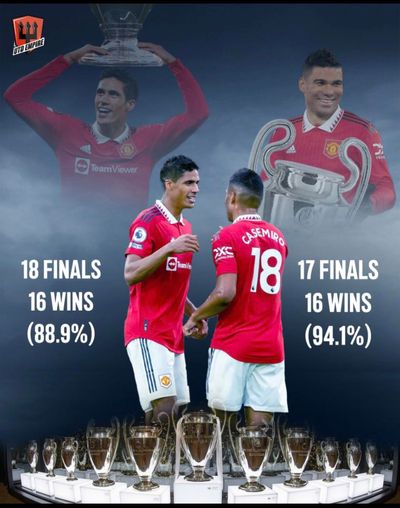 UTD EMPIRE
TeamViewer
18 FINALS
16 WINS
(88.9%)
CASEMIRO
18
17 FINALS
16 WINS
(94.1%)